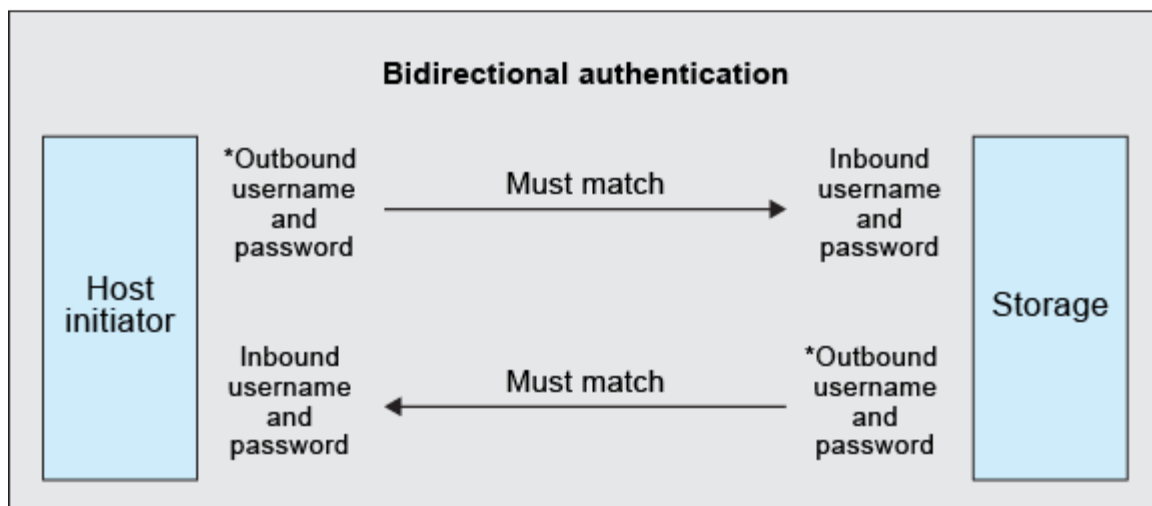 Bidirectional authentication
Host
initiator
*Outbound
username
and
password
Must match
Inbound
username
and
password
Inbound
username
and
password
Must match
*Outbound
username
and
password
Storage